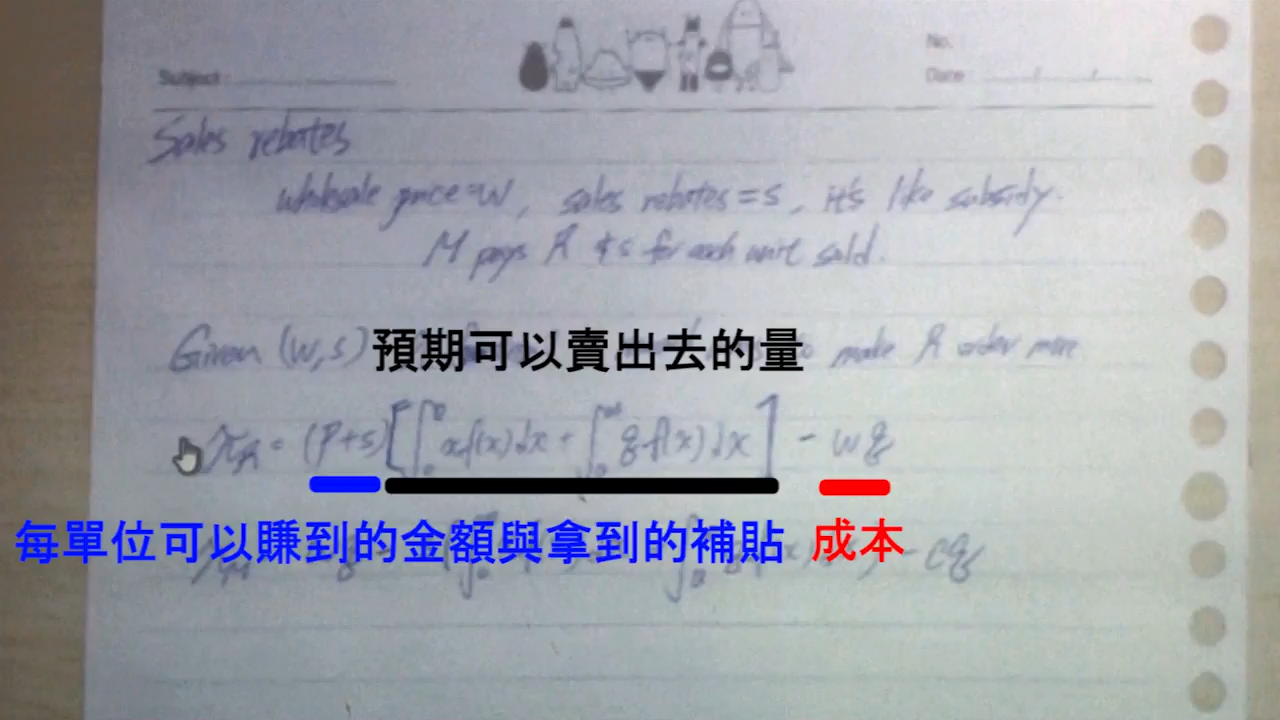 Subject
No.
Date
Sales rebates
wholesale price = w, sales rebates = s, it's like subsidy.
M pays R $s for each unit sold.
Given (w,s)
預期可以賣出去的量
make R order more
π_R = (P+s)[∫₀^q xf(x)dx + ∫_q^∞ q f(x)dx] - wq
每單位可以賺到的金額與拿到的補貼 成本
- cq